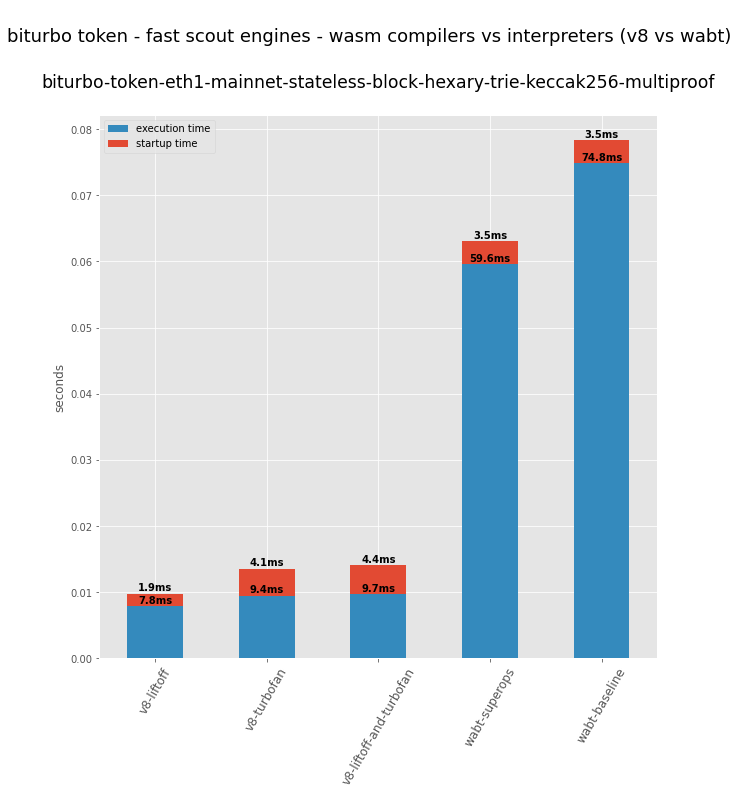 biturbo token - fast scout engines - wasm compilers vs interpreters (v8 vs wabt)
biturbo-token-eth1-mainnet-stateless-block-hexary-trie-keccak256-multiproof
execution time
startup time
0.08
0.07
0.06
0.05
0.04
0.03
0.02
0.01
0.00
seconds
1.9ms
7.8ms
4.1ms
9.4ms
4.4ms
9.7ms
3.5ms
59.6ms
3.5ms
74.8ms
v8-liftoff
v8-turbofan
v8-liftoff-and-turbofan
wabt-superops
wabt-baseline